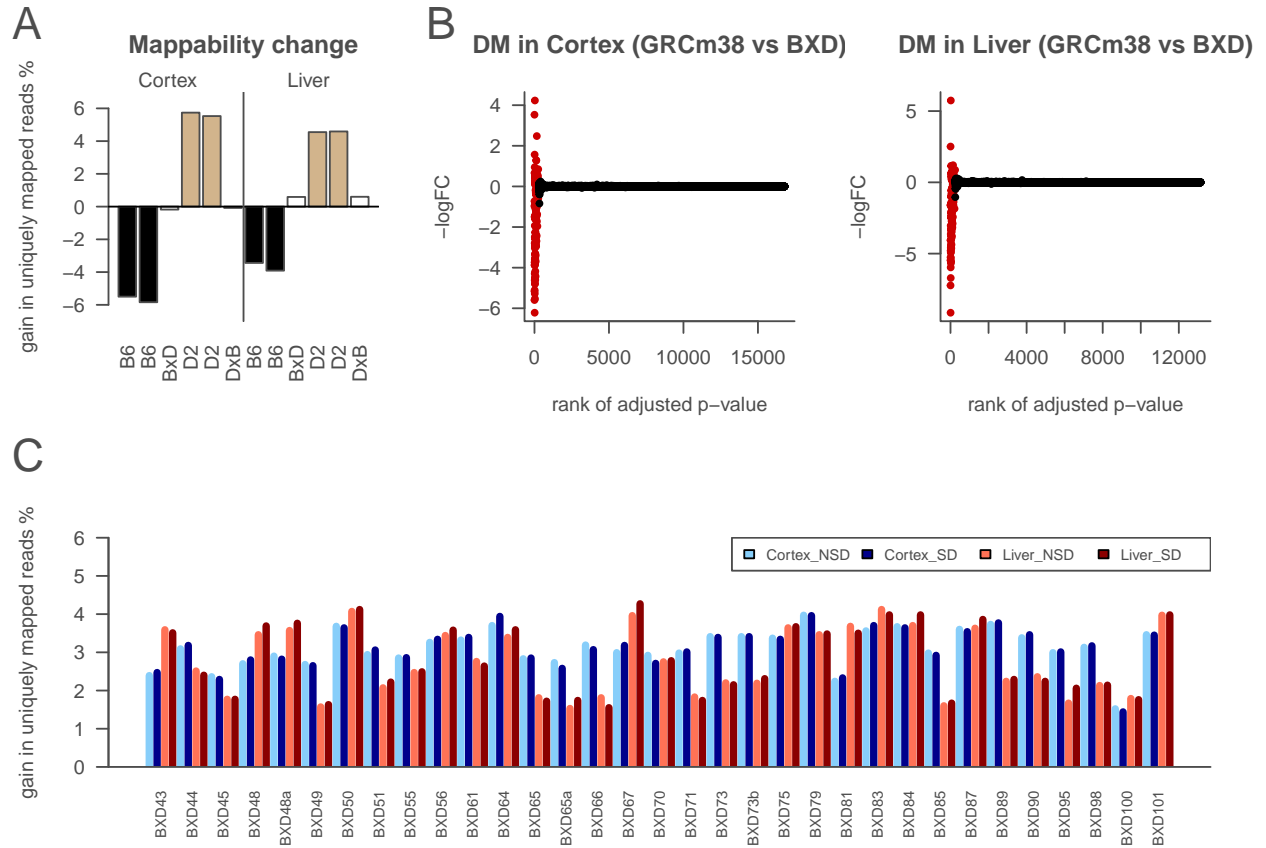 A
Mappability change
Cortex
Liver
gain in uniquely mapped reads %
6
4
2
0
−2
−4
−6
B6
B6
BxD
D2
D2
DxB
B6
B6
BxD
D2
D2
DxB
B
DM in Cortex (GRCm38 vs BXD)
−logFC
4
2
0
−2
−4
−6
0
5000
10000
15000
rank of adjusted p−value
DM in Liver (GRCm38 vs BXD)
−logFC
5
0
−5
0
4000
8000
12000
rank of adjusted p−value
C
gain in uniquely mapped reads %
6
5
4
3
2
1
0
Cortex_NSD
Cortex_SD
Liver_NSD
Liver_SD
BXD43
BXD44
BXD45
BXD48
BXD48a
BXD49
BXD50
BXD51
BXD55
BXD56
BXD61
BXD64
BXD65
BXD65a
BXD66
BXD67
BXD70
BXD71
BXD73
BXD73b
BXD75
BXD79
BXD81
BXD83
BXD84
BXD85
BXD87
BXD89
BXD90
BXD95
BXD98
BXD100
BXD101